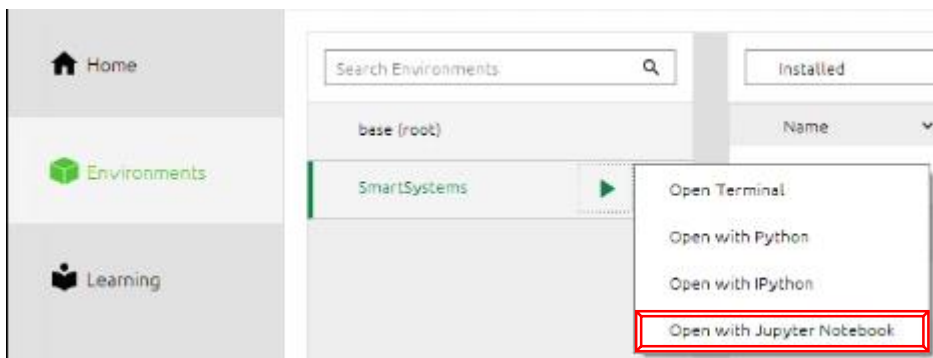 Home
Environments
Learning
Search Environments
base (root)
SmartSystems
Installed
Name
Open Terminal
Open with Python
Open with IPython
Open with Jupyter Notebook